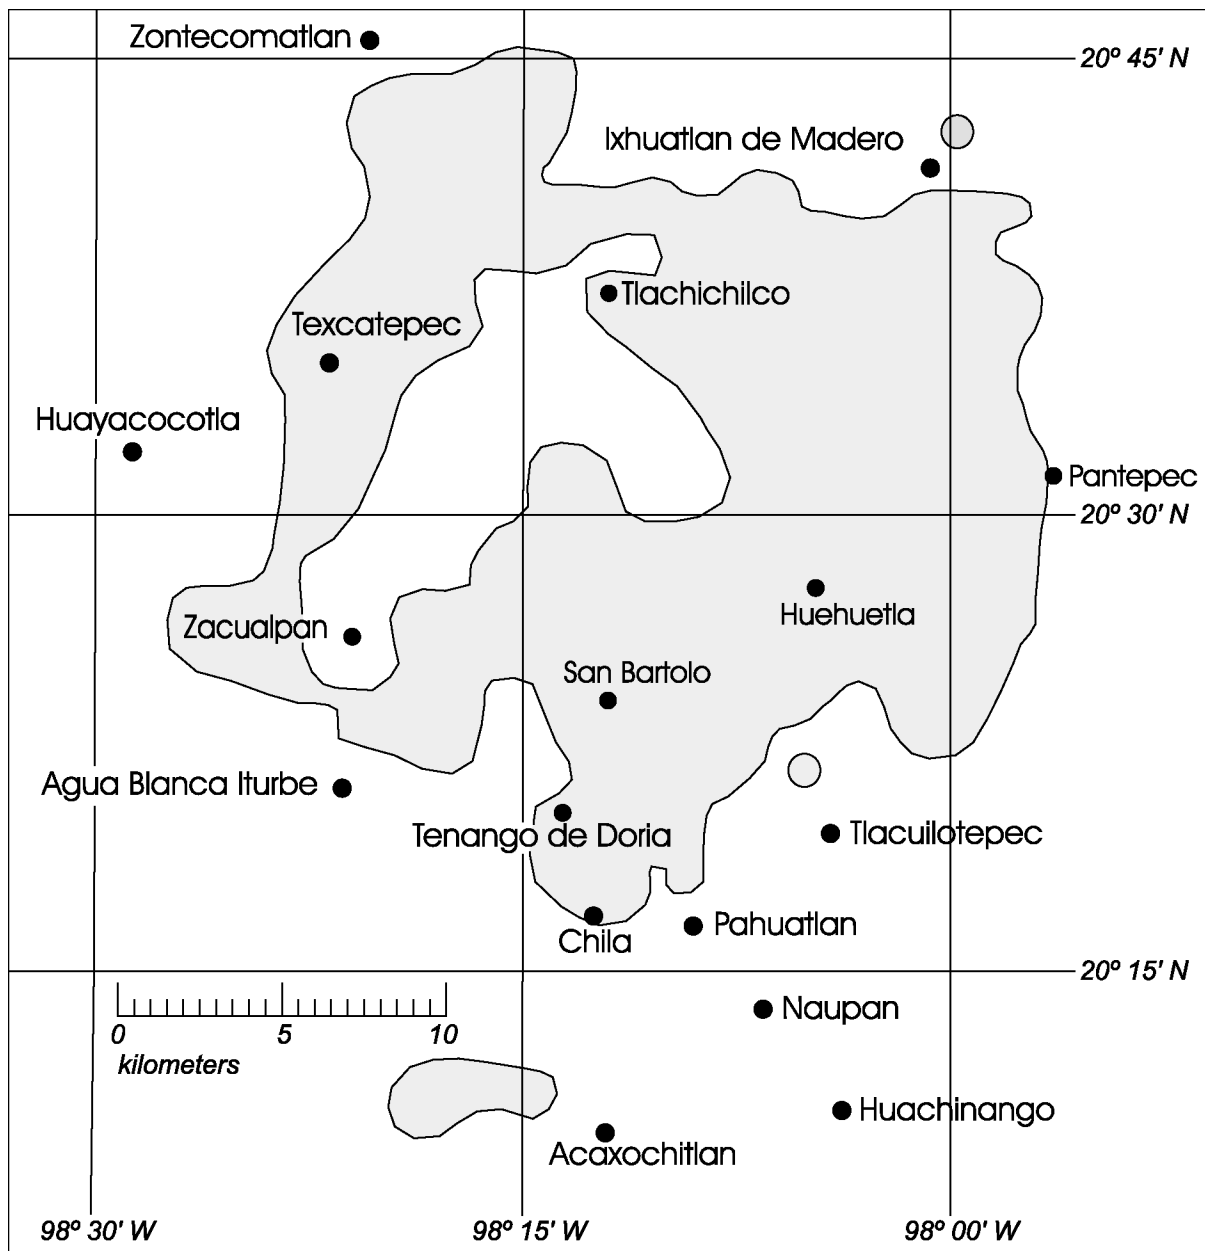 Zontecomatlan
20º 45' N
Ixhuatlan de Madero
Tlachichilco
Texcatepec
Huayacocotla
Pantepec
20º 30' N
Huehuetla
Zacualpan
San Bartolo
Agua Blanca Iturbe
Tenango de Doria
Tlacuilotepec
Pahuatlan
Chila
20º 15' N
Naupan
0 5 10
kilometers
Huachinango
Acaxochitlan
98º 30' W 98º 15' W 98º 00' W